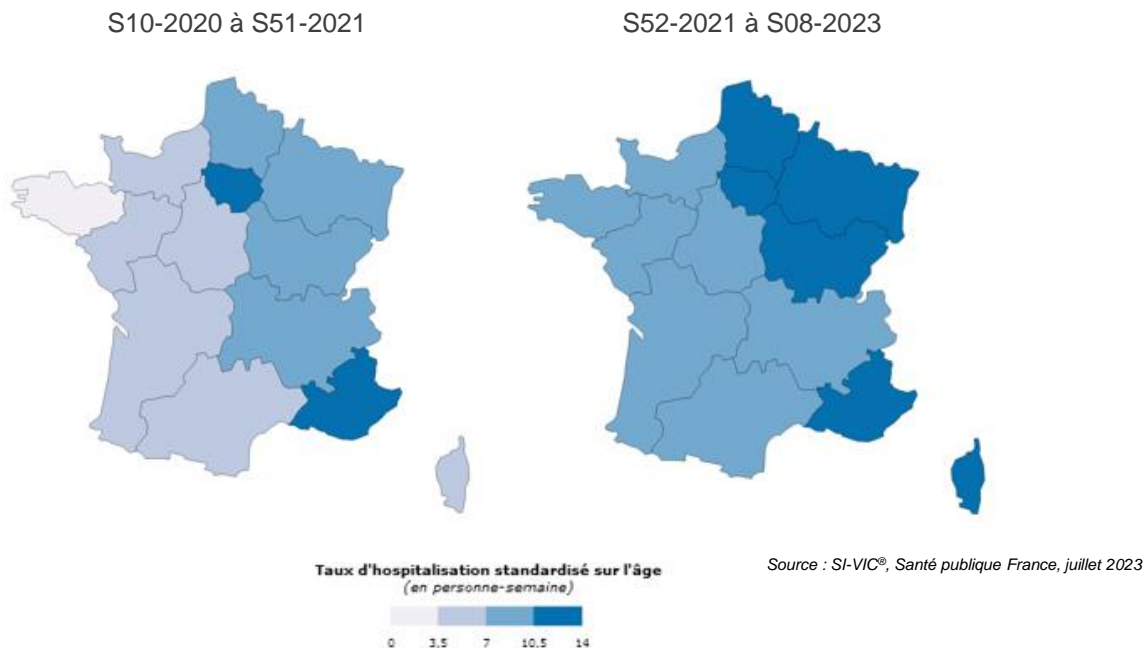 S10-2020 à S51-2021
S52-2021 à S08-2023
Taux d'hospitalisation standardisé sur l'âge
(en personne-semaine)
0 3,5 7 10,5 14
Source : SI-VIC®, Santé publique France, juillet 2023